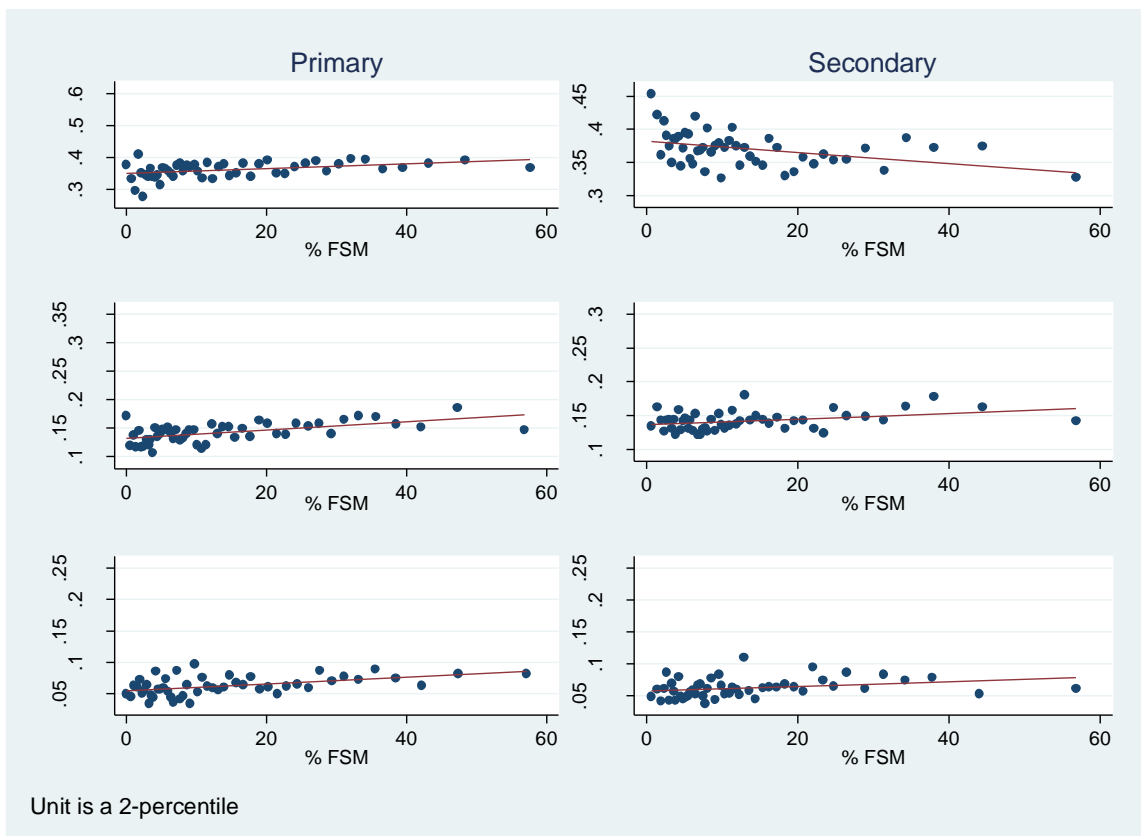 Primary
.3 .4 .5 .6
0 20 40 60
% FSM
Secondary
.3 .35 .4 .45
0 20 40 60
% FSM
.1 .15 .2 .25 .3 .35
0 20 40 60
% FSM
.1 .15 .2 .25 .3
0 20 40 60
% FSM
.05 .1 .15 .2 .25
0 20 40 60
% FSM
.05 .1 .15 .2 .25
0 20 40 60
% FSM
Unit is a 2-percentile